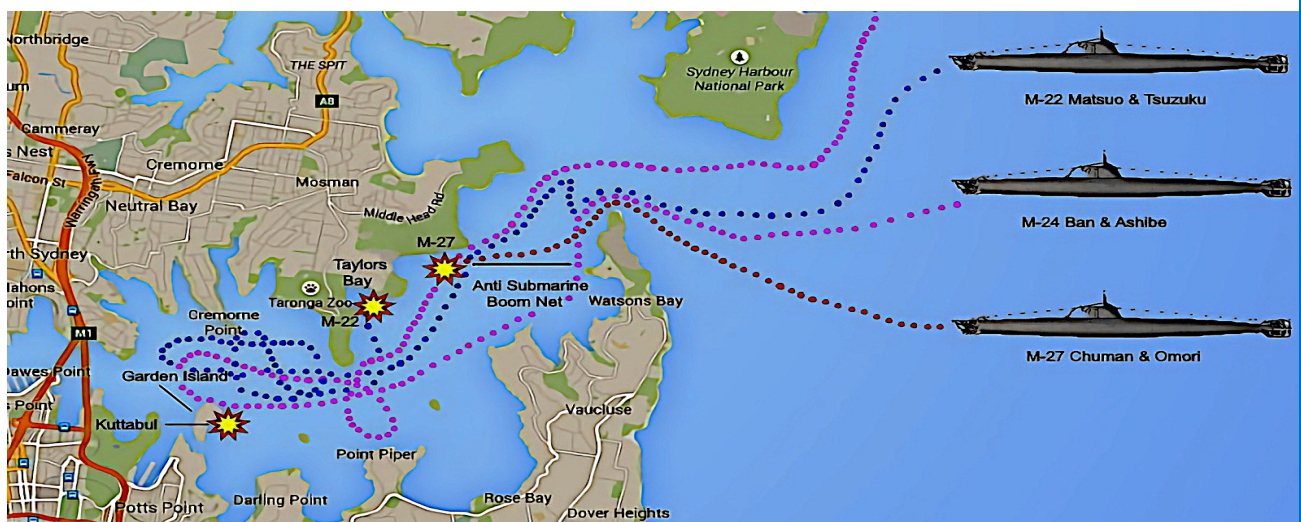 Northbridge
THE SPIT
A8
Sydney Harbour
National Park
M-22 Matsuo & Tsuzuku
Cammeray
s Nest
Cremorne
Falcon St
Warringah Fwy
Mosman
Neutral Bay
Middle Head Rd
M-24 Ban & Ashibe
M-27
rth Sydney
Taylors
Bay
Anti Submarine
Boom Net
Watsons Bay
Taronga Zoo
M-22
Cremorne
Point
M1
M-27 Chuman & Omori
Dawes Point
Garden Island
s Point
Kuttabul
Vaucluse
Point Piper
Potts Point
Darling Point
Rose Bay
Dover Heights